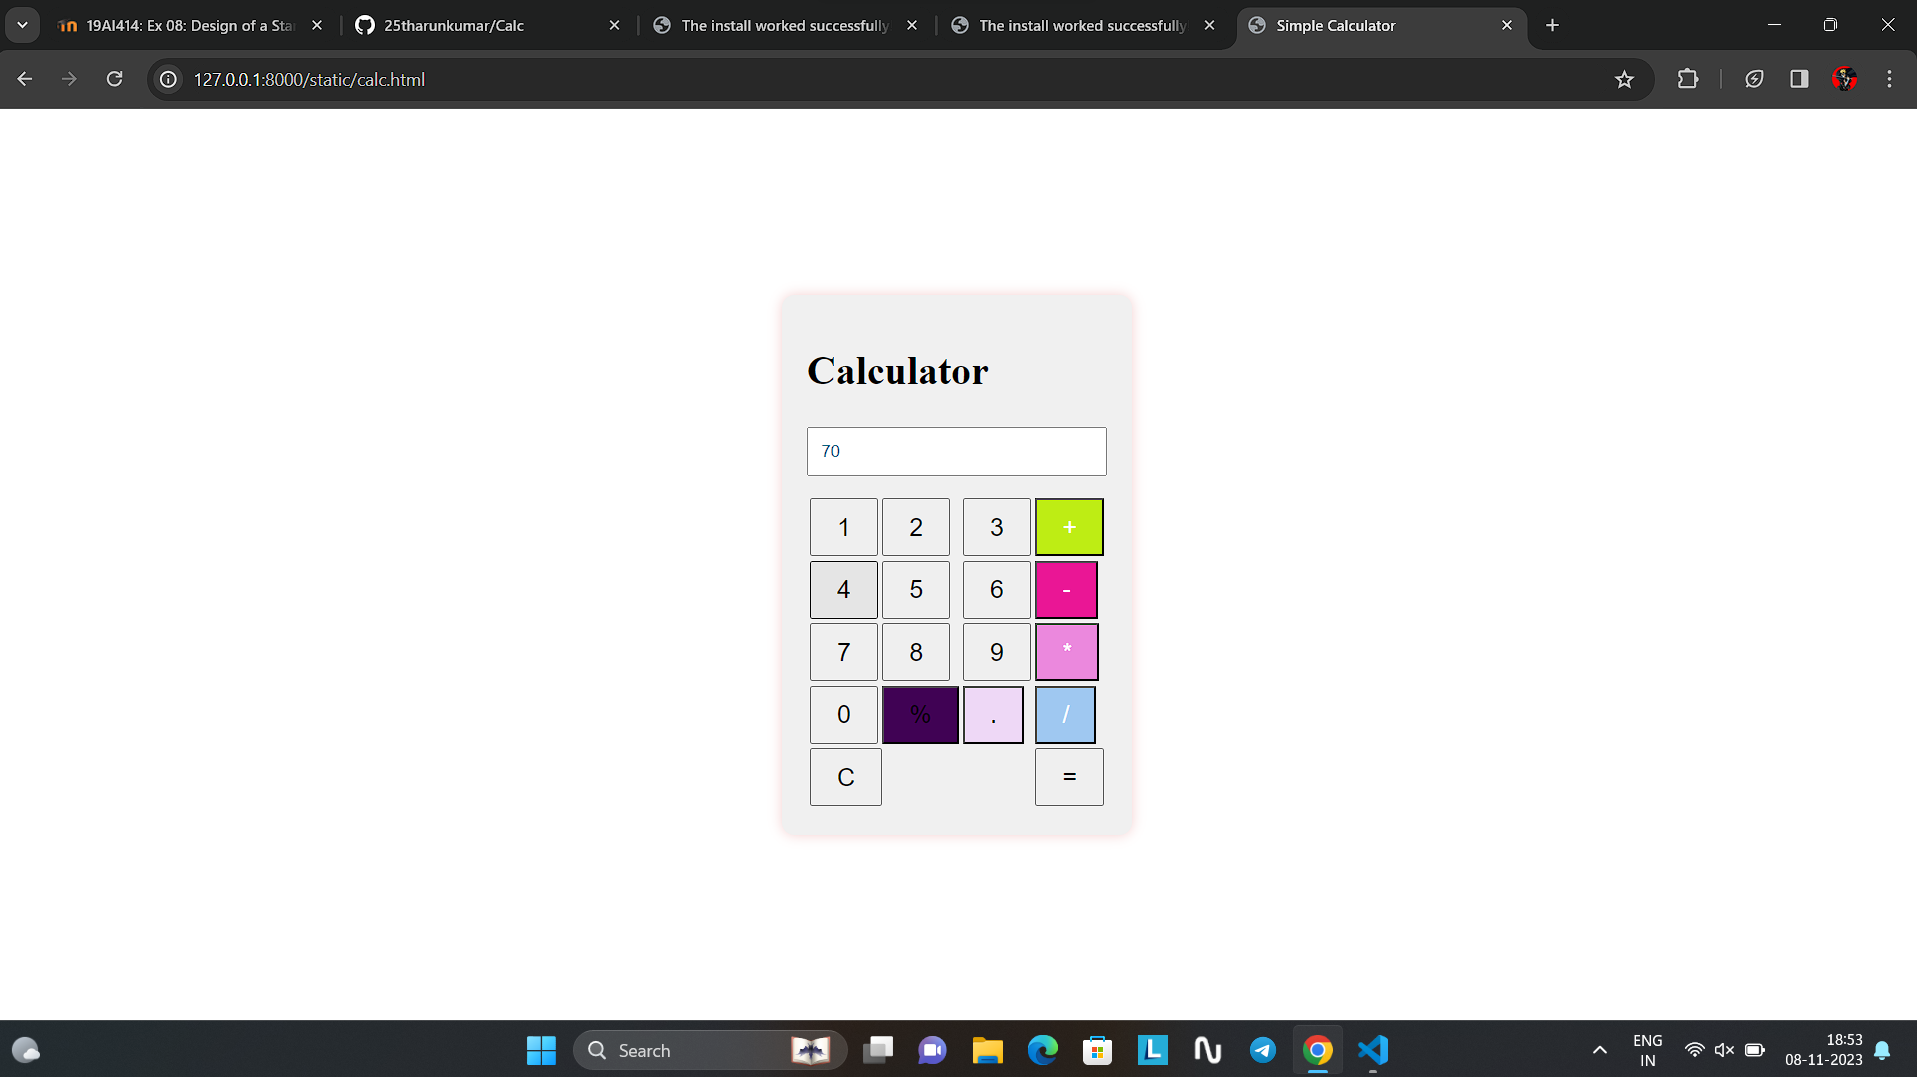 19AI414: Ex 08: Design of a Sta
25tharunkumar/Calc
The install worked successfully
The install worked successfully
Simple Calculator
127.0.0.1:8000/static/calc.html
Calculator
70
1 2 3 +
4 5 6 -
7 8 9 *
0 % . /
C =
Search
L
ENG
IN
18:53
08-11-2023